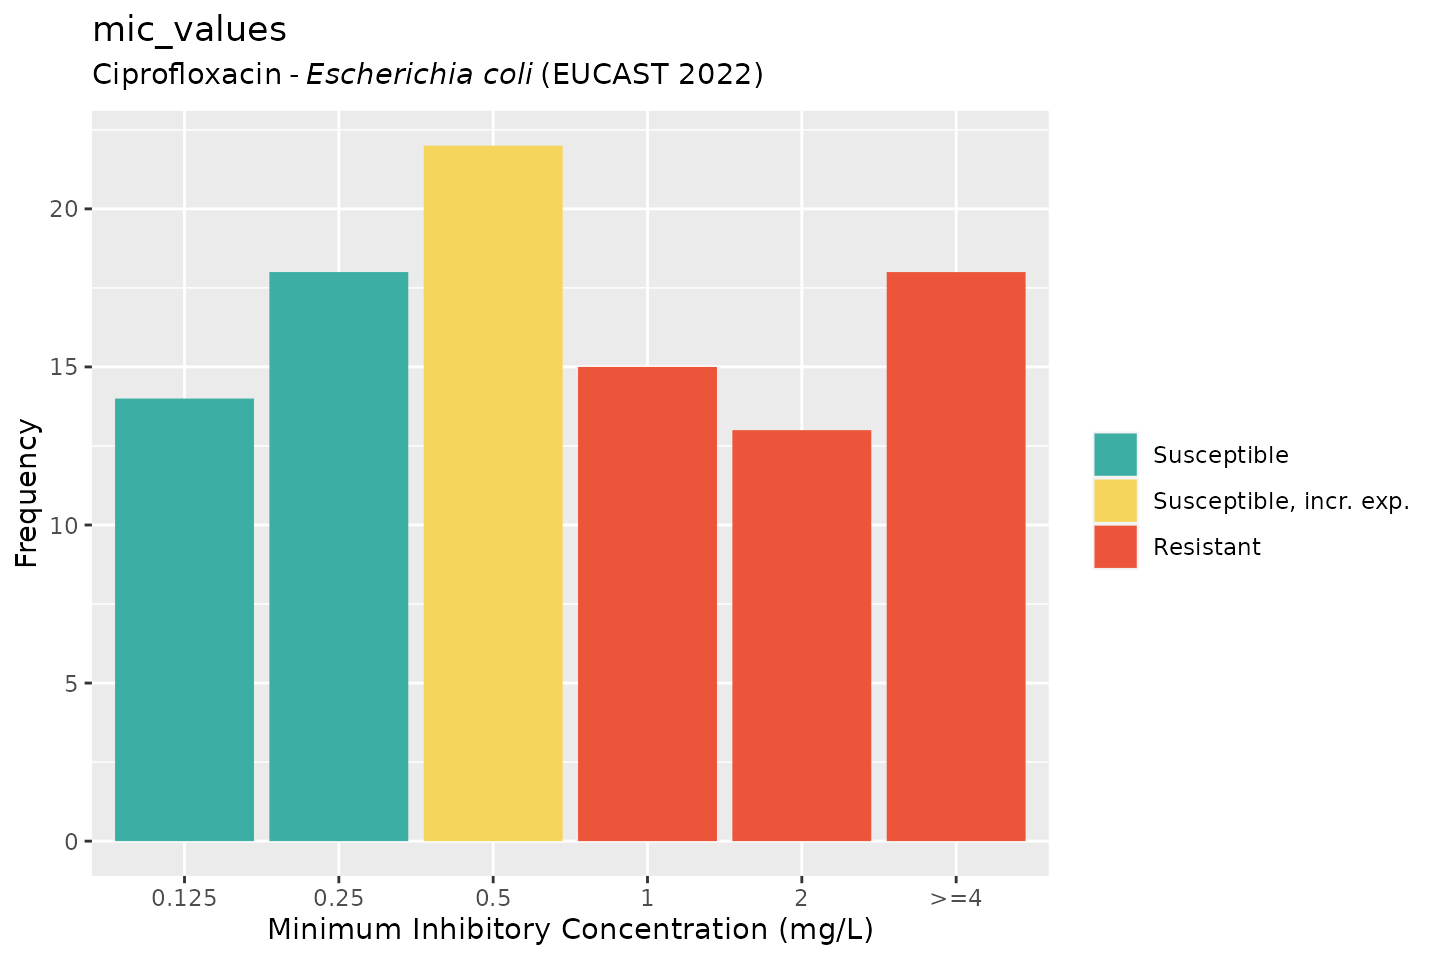 mic_values
Ciprofloxacin - Escherichia coli (EUCAST 2022)
Frequency
20
15
10
5
0
0.125
0.25
0.5
1
2
>=4
Minimum Inhibitory Concentration (mg/L)
Susceptible
Susceptible, incr. exp.
Resistant